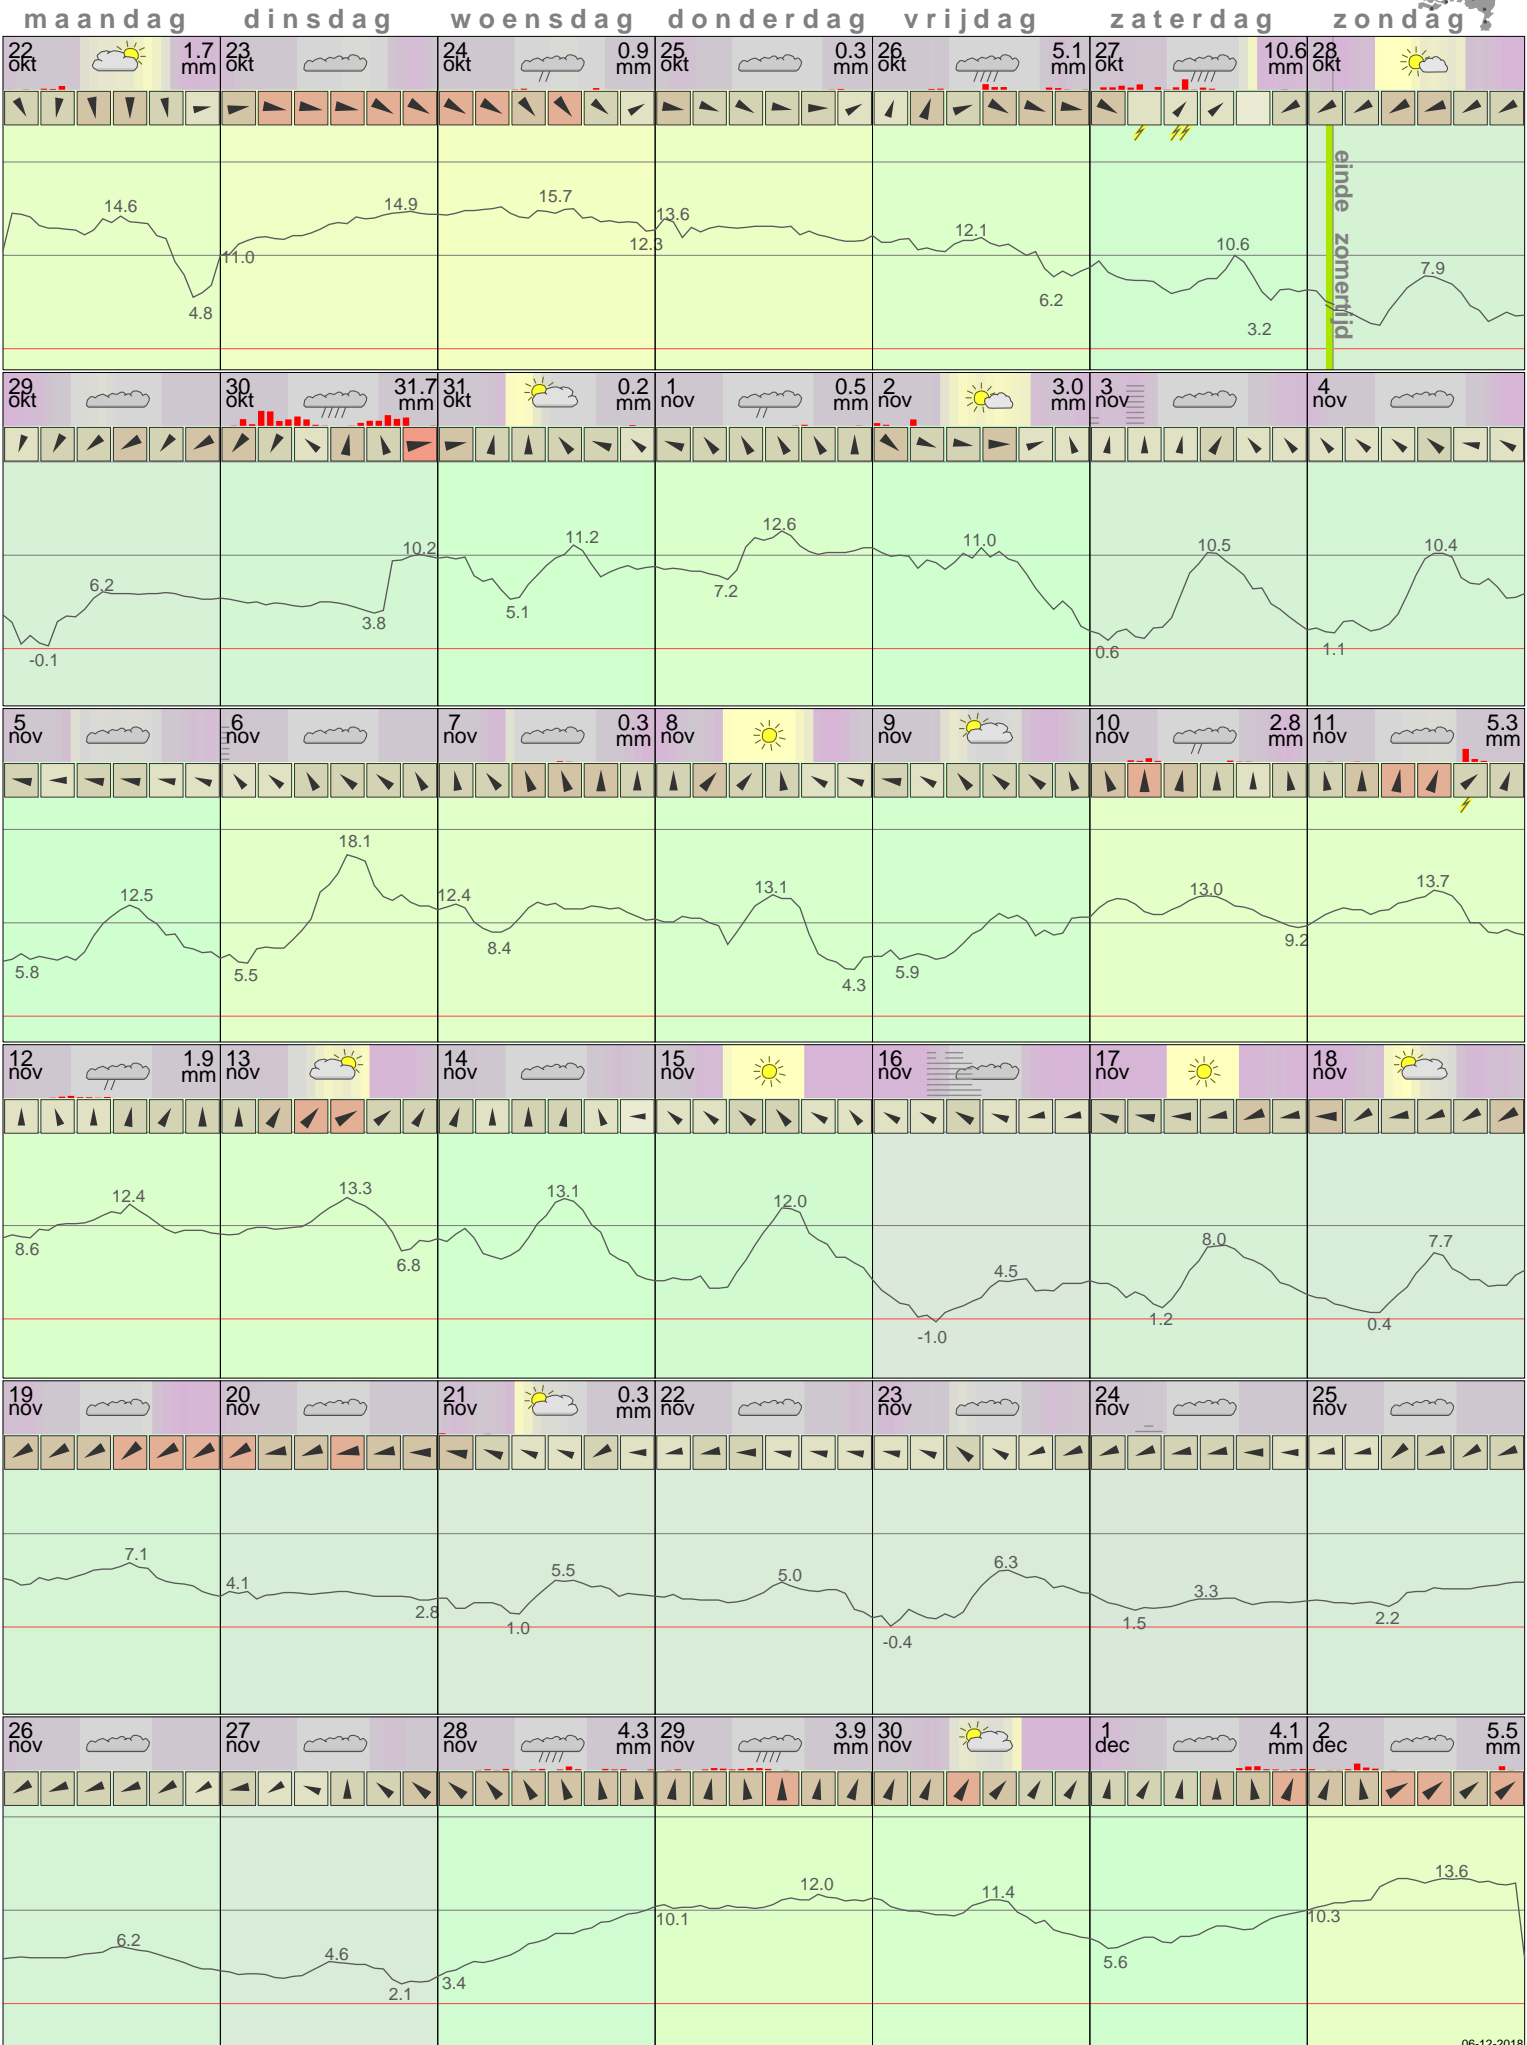 maandag dinsdag woensdag donderdag vrijdag zaterdag zondag
22 okt 1.7 mm 23 okt 24 okt 0.9 mm 25 okt 0.3 mm 26 okt 5.1 mm 27 okt 10.6 mm 28 okt
14.6 4.8 11.0 14.9 15.7 12.3 13.6 12.1 6.2 10.6 3.2 7.9
einde zomertijd
29 okt 30 okt 31.7 mm 31 okt 0.2 mm 1 nov 0.5 mm 2 nov 3.0 mm 3 nov 4 nov
-0.1 6.2 3.8 10.2 5.1 11.2 7.2 12.6 11.0 0.6 10.5 1.1 10.4
5 nov 6 nov 7 nov 0.3 mm 8 nov 9 nov 10 nov 2.8 mm 11 nov 5.3 mm
5.8 12.5 5.5 18.1 12.4 8.4 13.1 4.3 5.9 13.0 9.2 13.7
12 nov 1.9 mm 13 nov 14 nov 15 nov 16 nov 17 nov 18 nov
8.6 12.4 13.3 6.8 13.1 12.0 -1.0 4.5 1.2 8.0 0.4 7.7
19 nov 20 nov 21 nov 0.3 mm 22 nov 23 nov 24 nov 25 nov
7.1 4.1 2.8 1.0 5.5 5.0 -0.4 6.3 1.5 3.3 2.2
26 nov 27 nov 28 nov 4.3 mm 29 nov 3.9 mm 30 nov 1 dec 4.1 mm 2 dec 5.5 mm
6.2 4.6 2.1 3.4 10.1 12.0 11.4 5.6 10.3 13.6
06-12-2018